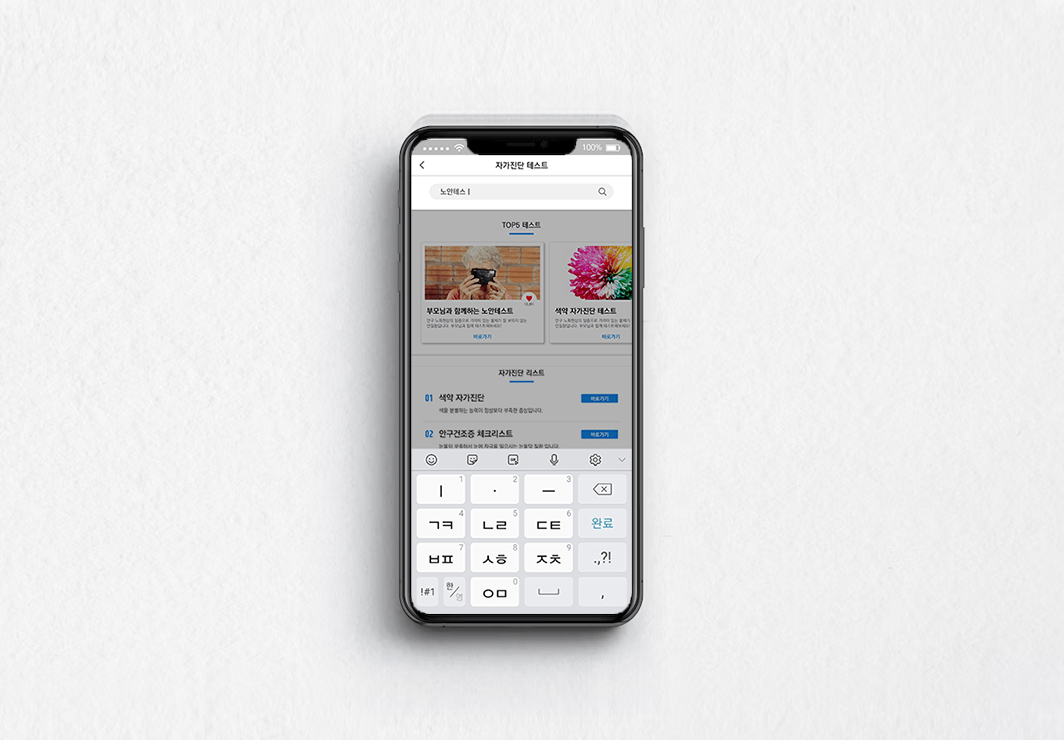 100%
자가진단 테스트
노안테스
TOP5 테스트
부모님과 함께하는 노안테스트
바로가기
색약 자가진단 테스트
바로가기
자가진단 리스트
01 색약 자가진단 바로가기
색을 분별하는 능력이 정상보다 부족한 증상입니다.
02 안구건조증 체크리스트 바로가기
ㅣ 1 · 2 ㅡ 3
ㄱㅋ 4 ㄴㄹ 5 ㄷㅌ 6 완료
ㅂㅍ 7 ㅅㅎ 8 ㅈㅊ 9 .,?!
!#1 한/영 ㅇㅁ 0 ,